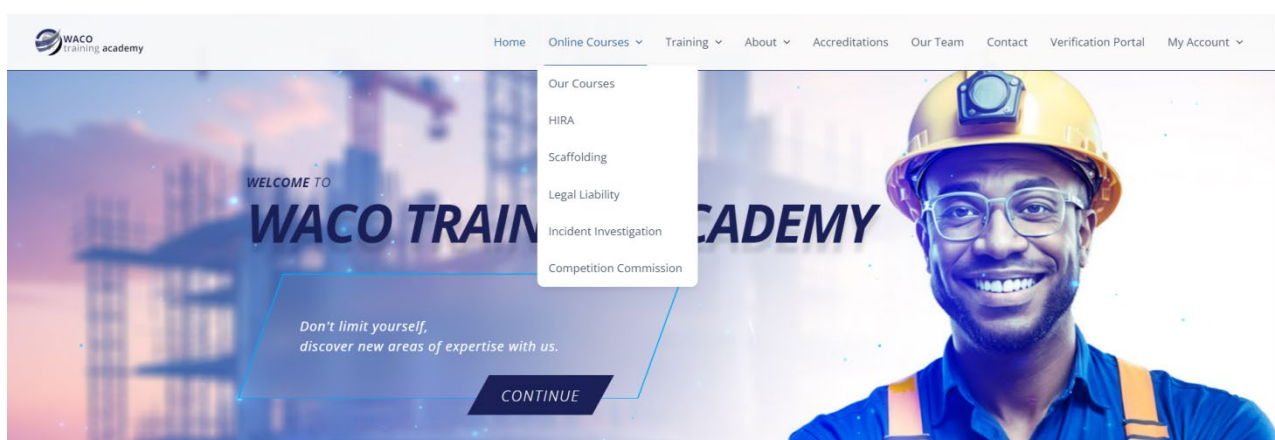 WACO
training academy
Home Online Courses Training About Accreditations Our Team Contact Verification Portal My Account
Our Courses
HIRA
Scaffolding
Legal Liability
Incident Investigation
Competition Commission
WELCOME TO
WACO TRAIN CADEMY
Don't limit yourself,
discover new areas of expertise with us.
CONTINUE